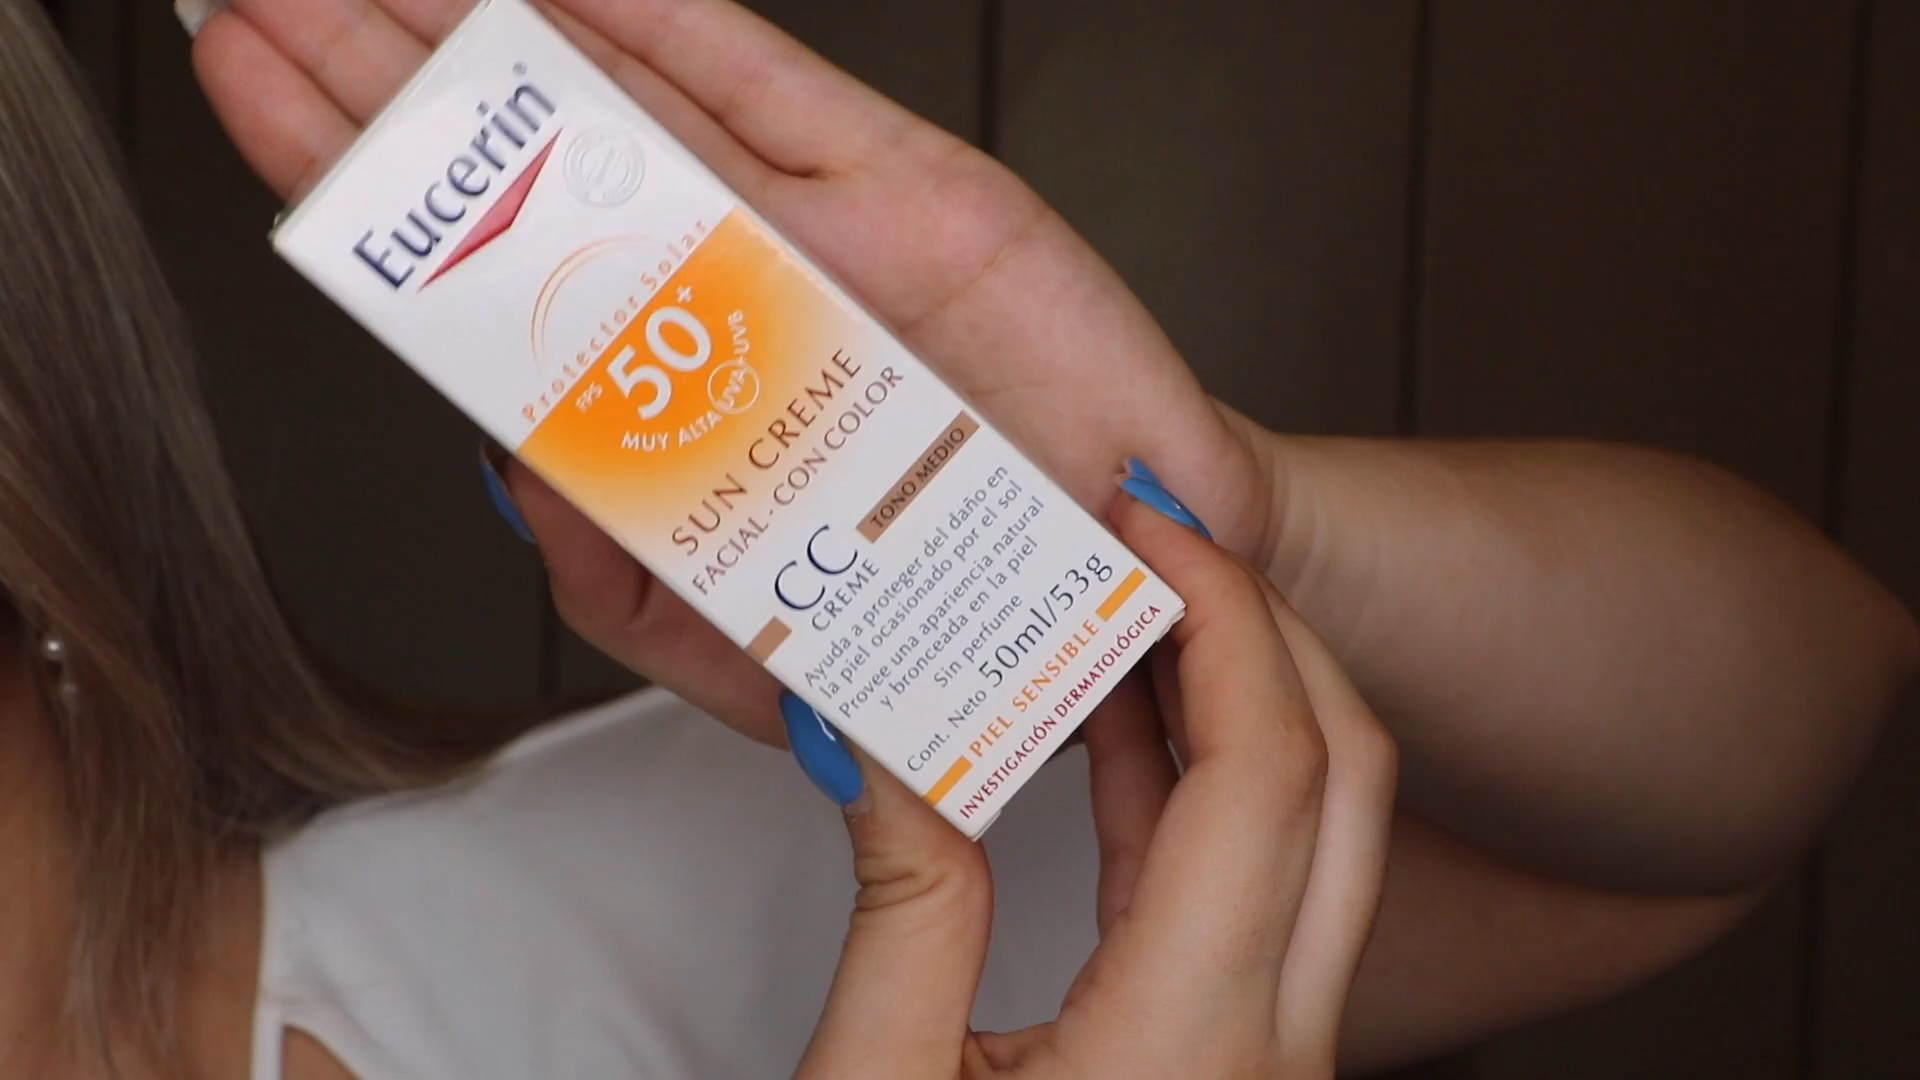 Eucerin®
Protector Solar
FPS 50+
MUY ALTA UVA-UVB
SUN CREME
FACIAL - CON COLOR
CC
CREME
TONO MEDIO
Ayuda a proteger del daño en
la piel ocasionado por el sol
Provee una apariencia natural
y bronceada en la piel
Sin perfume
Cont. Neto 50ml/53g
PIEL SENSIBLE
INVESTIGACIÓN DERMATOLÓGICA